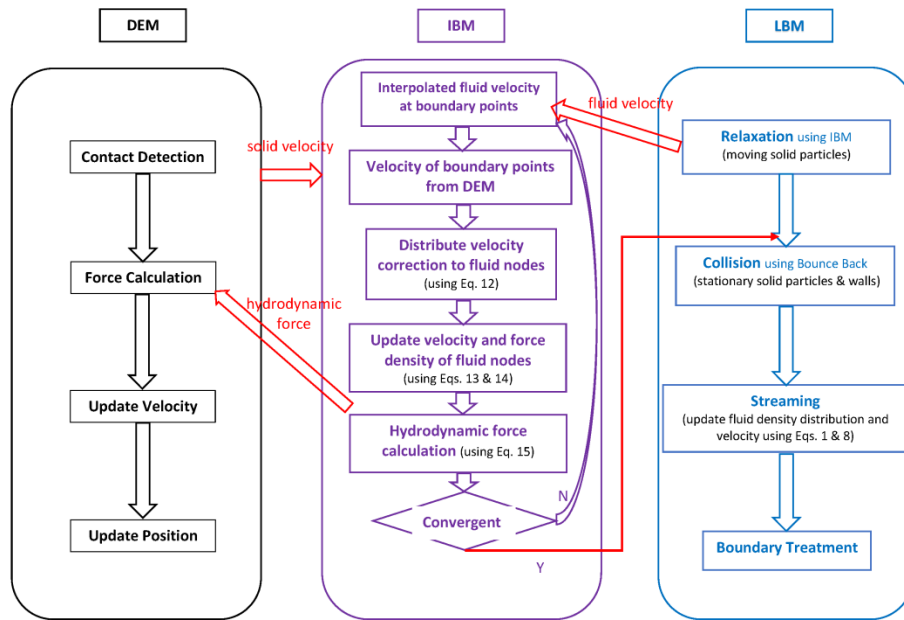 DEM
Contact Detection
Force Calculation
Update Velocity
Update Position
solid velocity
hydrodynamic
force
IBM
Interpolated fluid velocity
at boundary points
Velocity of boundary points
from DEM
Distribute velocity
correction to fluid nodes
(using Eq. 12)
Update velocity and force
density of fluid nodes
(using Eqs. 13 & 14)
Hydrodynamic force
calculation (using Eq. 15)
Convergent
N
Y
fluid velocity
LBM
Relaxation using IBM
(moving solid particles)
Collision using Bounce Back
(stationary solid particles & walls)
Streaming
(update fluid density distribution and
velocity using Eqs. 1 & 8)
Boundary Treatment